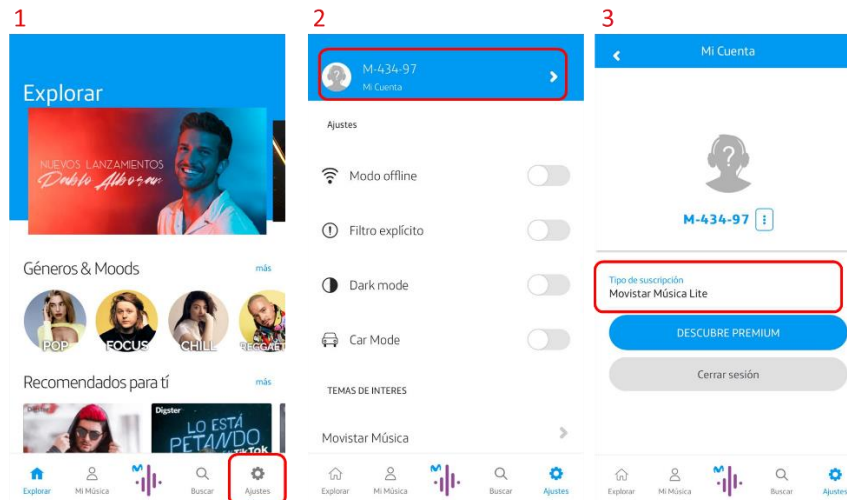 1
Explorar
NUEVOS LANZAMIENTOS
Pablo Alborán
Géneros & Moods
más
POP
FOCUS
CHILL
Recomendados para tí
más
Digster
Digster
LO ESTÁ
PETANDO
TikTok
Explorar
Mi Música
Buscar
Ajustes
2
M-434-97
Mi Cuenta
Ajustes
Modo offline
Filtro explícito
Dark mode
Car Mode
TEMAS DE INTERES
Movistar Música
Explorar
Mi Música
Buscar
Ajustes
3
Mi Cuenta
?
M-434-97
Tipo de suscripción
Movistar Música Lite
DESCUBRE PREMIUM
Cerrar sesión
Explorar
Mi Música
Buscar
Ajustes